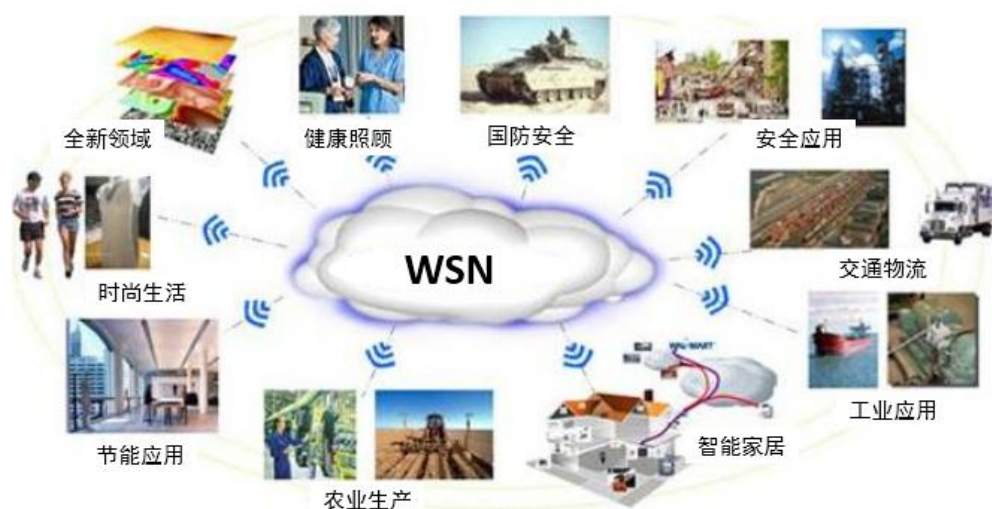 健康照顾
国防安全
安全应用
全新领域
时尚生活
WSN
交通物流
节能应用
农业生产
智能家居
工业应用
WAL★MART